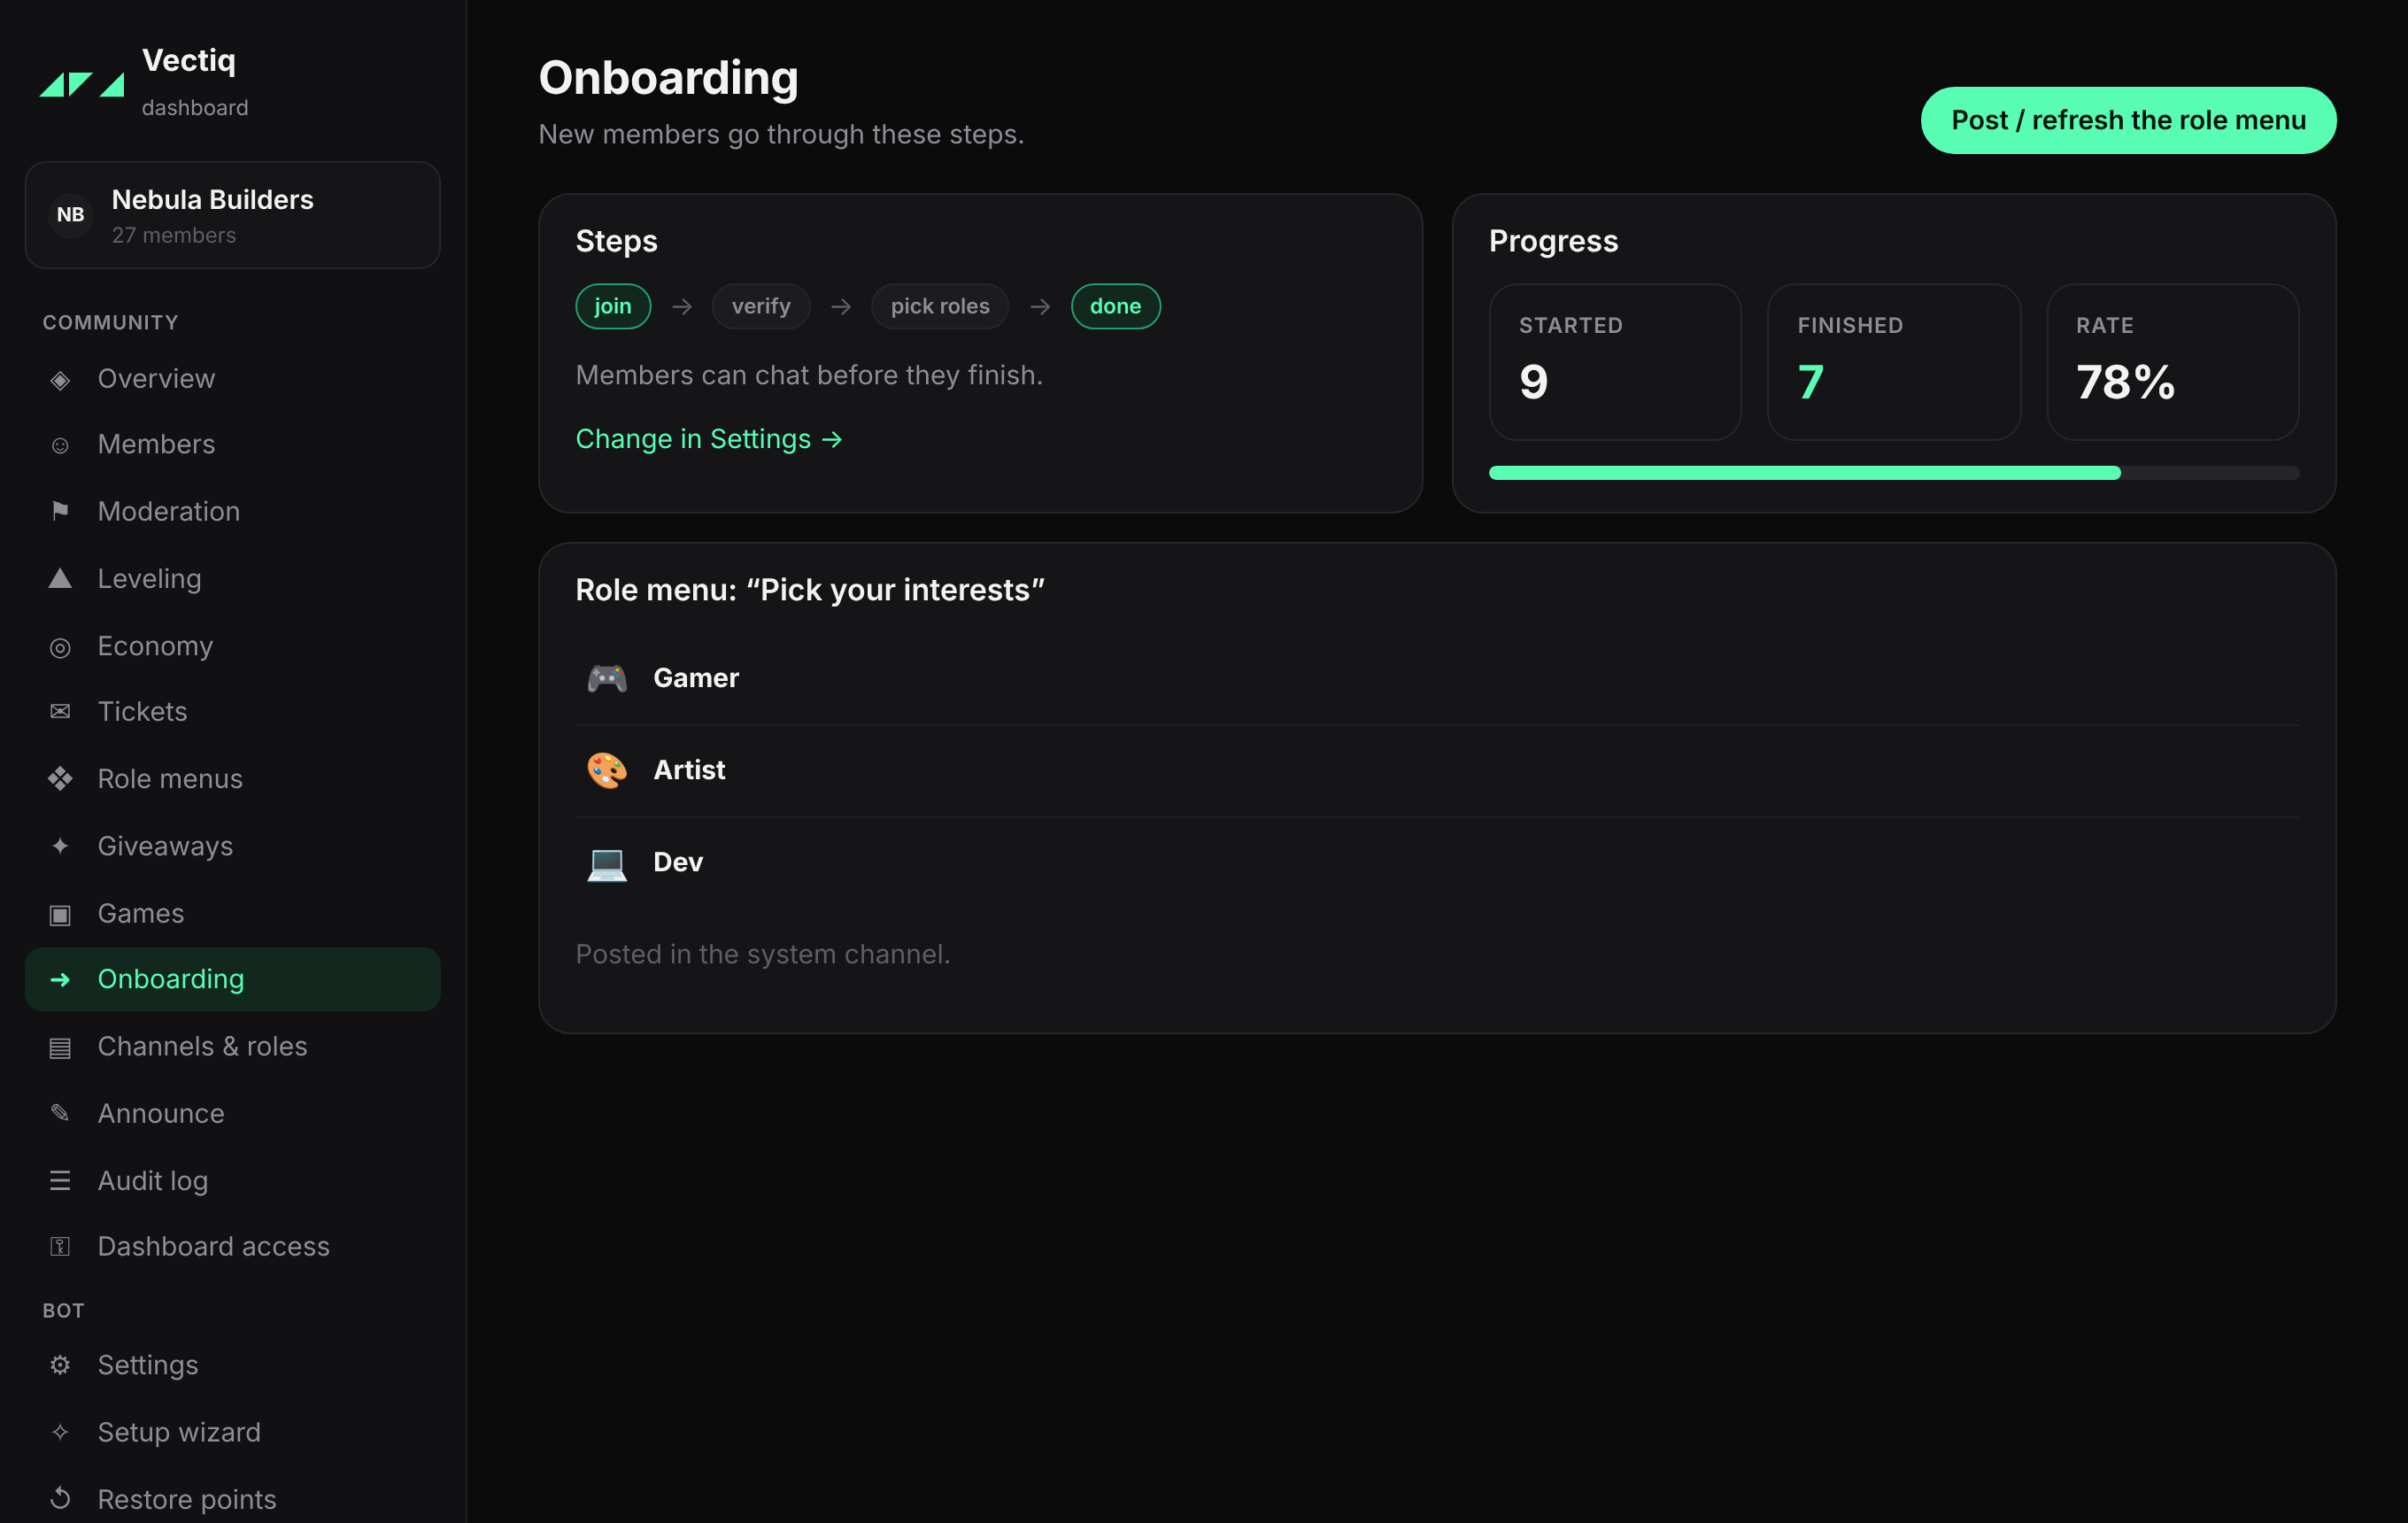 Vectiq
dashboard
NB
Nebula Builders
27 members
COMMUNITY
Overview
Members
Moderation
Leveling
Economy
Tickets
Role menus
Giveaways
Games
Onboarding
Channels & roles
Announce
Audit log
Dashboard access
BOT
Settings
Setup wizard
Restore points
Onboarding
New members go through these steps.
Post / refresh the role menu
Steps
join → verify → pick roles → done
Members can chat before they finish.
Change in Settings →
Progress
STARTED
9
FINISHED
7
RATE
78%
Role menu: “Pick your interests”
Gamer
Artist
Dev
Posted in the system channel.